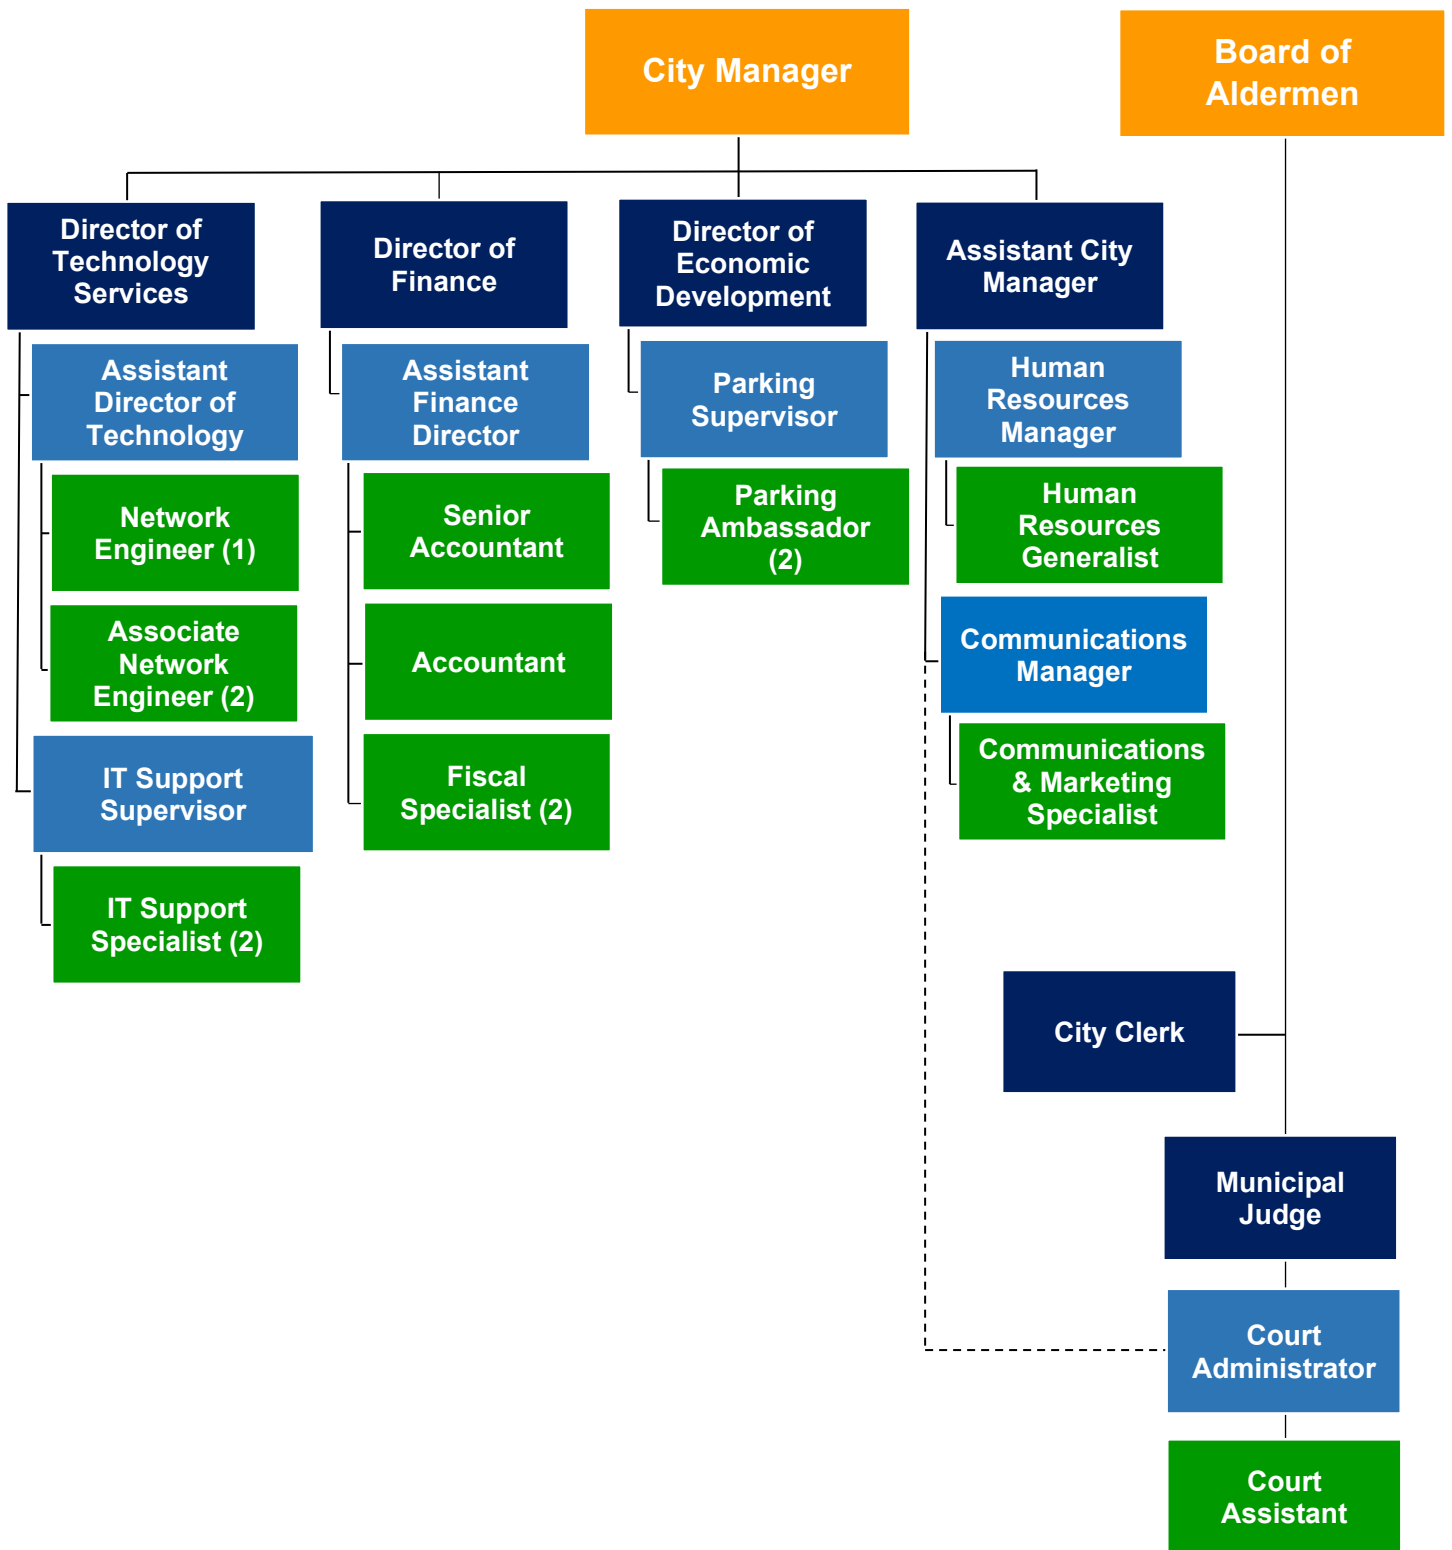 City Manager
Board of
Aldermen
Director of
Technology
Services
Director of
Finance
Director of
Economic
Development
Assistant City
Manager
Assistant
Director of
Technology
Assistant
Finance
Director
Parking
Supervisor
Human
Resources
Manager
Network
Engineer (1)
Senior
Accountant
Parking
Ambassador
(2)
Human
Resources
Generalist
Associate
Network
Engineer (2)
Accountant
Communications
Manager
IT Support
Supervisor
Fiscal
Specialist (2)
Communications
& Marketing
Specialist
IT Support
Specialist (2)
City Clerk
Municipal
Judge
Court
Administrator
Court
Assistant